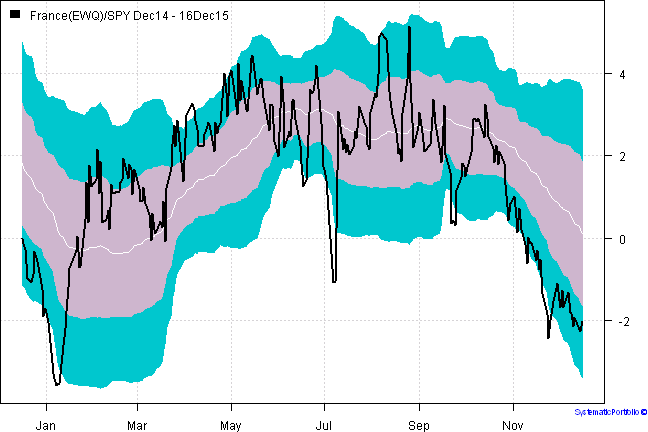 France(EWQ)/SPY Dec14 - 16Dec15
4
2
0
-2
Jan Mar May Jul Sep Nov
SystematicPortfolio ©